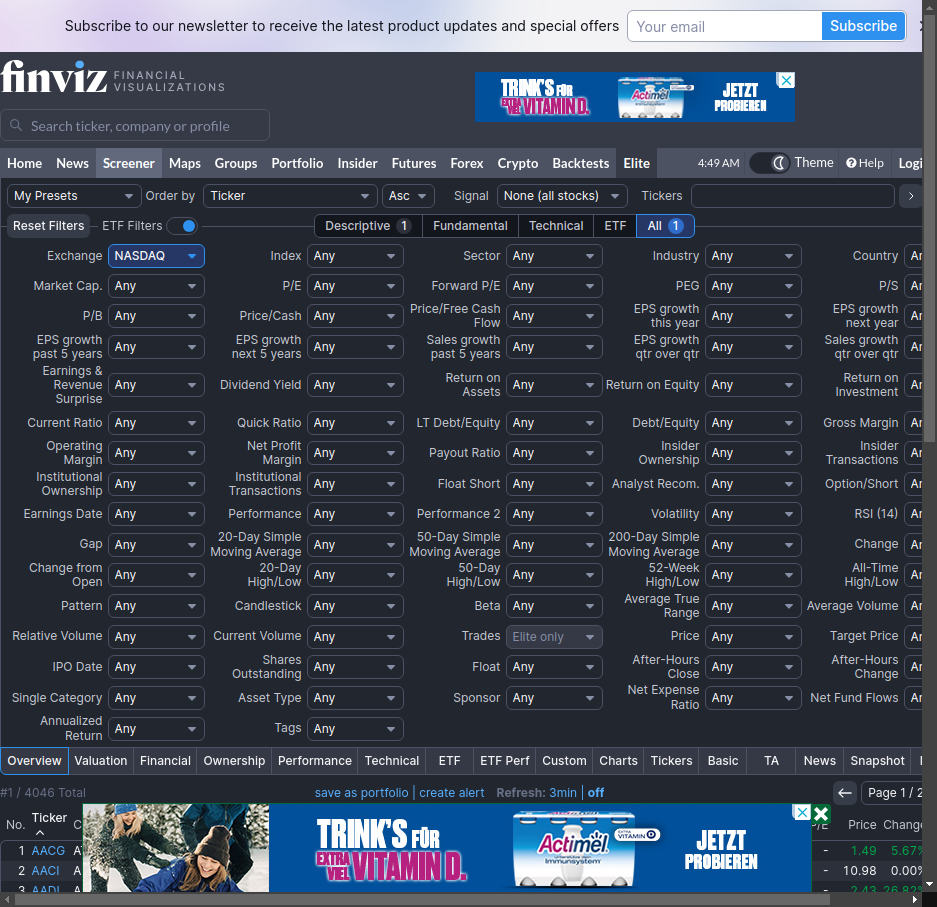 Subscribe to our newsletter to receive the latest product updates and special offers Your email Subscribe
finviz FINANCIAL VISUALIZATIONS
TRINK'S FÜR EXTRA VIEL VITAMIN D. Actimel JETZT PROBIEREN
Search ticker, company or profile
Home News Screener Maps Groups Portfolio Insider Futures Forex Crypto Backtests Elite 4:49 AM Theme Help Logi
My Presets Order by Ticker Asc Signal None (all stocks) Tickers
Reset Filters ETF Filters Descriptive 1 Fundamental Technical ETF All 1
Exchange NASDAQ Index Any Sector Any Industry Any Country An
Market Cap. Any P/E Any Forward P/E Any PEG Any P/S An
P/B Any Price/Cash Any Price/Free Cash Flow Any EPS growth this year Any EPS growth next year An
EPS growth past 5 years Any EPS growth next 5 years Any Sales growth past 5 years Any EPS growth qtr over qtr Any Sales growth qtr over qtr An
Earnings & Revenue Surprise Any Dividend Yield Any Return on Assets Any Return on Equity Any Return on Investment An
Current Ratio Any Quick Ratio Any LT Debt/Equity Any Debt/Equity Any Gross Margin An
Operating Margin Any Net Profit Margin Any Payout Ratio Any Insider Ownership Any Insider Transactions An
Institutional Ownership Any Institutional Transactions Any Float Short Any Analyst Recom. Any Option/Short An
Earnings Date Any Performance Any Performance 2 Any Volatility Any RSI (14) An
Gap Any 20-Day Simple Moving Average Any 50-Day Simple Moving Average Any 200-Day Simple Moving Average Any Change An
Change from Open Any 20-Day High/Low Any 50-Day High/Low Any 52-Week High/Low Any All-Time High/Low An
Pattern Any Candlestick Any Beta Any Average True Range Any Average Volume An
Relative Volume Any Current Volume Any Trades Elite only Price Any Target Price An
IPO Date Any Shares Outstanding Any Float Any After-Hours Close Any After-Hours Change An
Single Category Any Asset Type Any Sponsor Any Net Expense Ratio Any Net Fund Flows An
Annualized Return Any Tags Any
Overview Valuation Financial Ownership Performance Technical ETF ETF Perf Custom Charts Tickers Basic TA News Snapshot
#1 / 4046 Total save as portfolio | create alert Refresh: 3min | off Page 1 / 2
No. Ticker C P/E Price Change
1 AACG A - 1.49 5.67%
2 AACI A - 10.98 0.00%
3 AADI A - 2.43 26.82%
TRINK'S FÜR EXTRA VIEL VITAMIN D. Actimel EXTRA VITAMIN D JETZT PROBIEREN